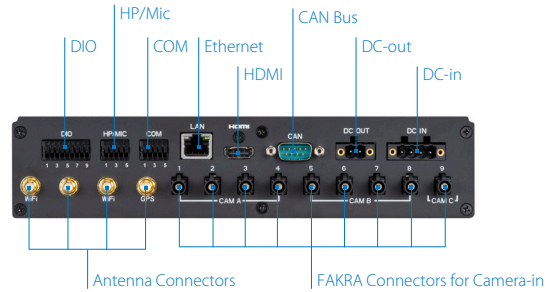 HP/Mic
CAN Bus
DIO
COM
Ethernet
DC-out
HDMI
DC-in
DIO
HP/MIC
COM
LAN
HDMI
CAN
DC OUT
DC IN
1 3 5 7 9
1 3 5
1 3 5
1 2 3 4 5 6 7 8 9
WiFi
WiFi
GPS
CAM A
CAM B
CAM C
Antenna Connectors
FAKRA Connectors for Camera-in